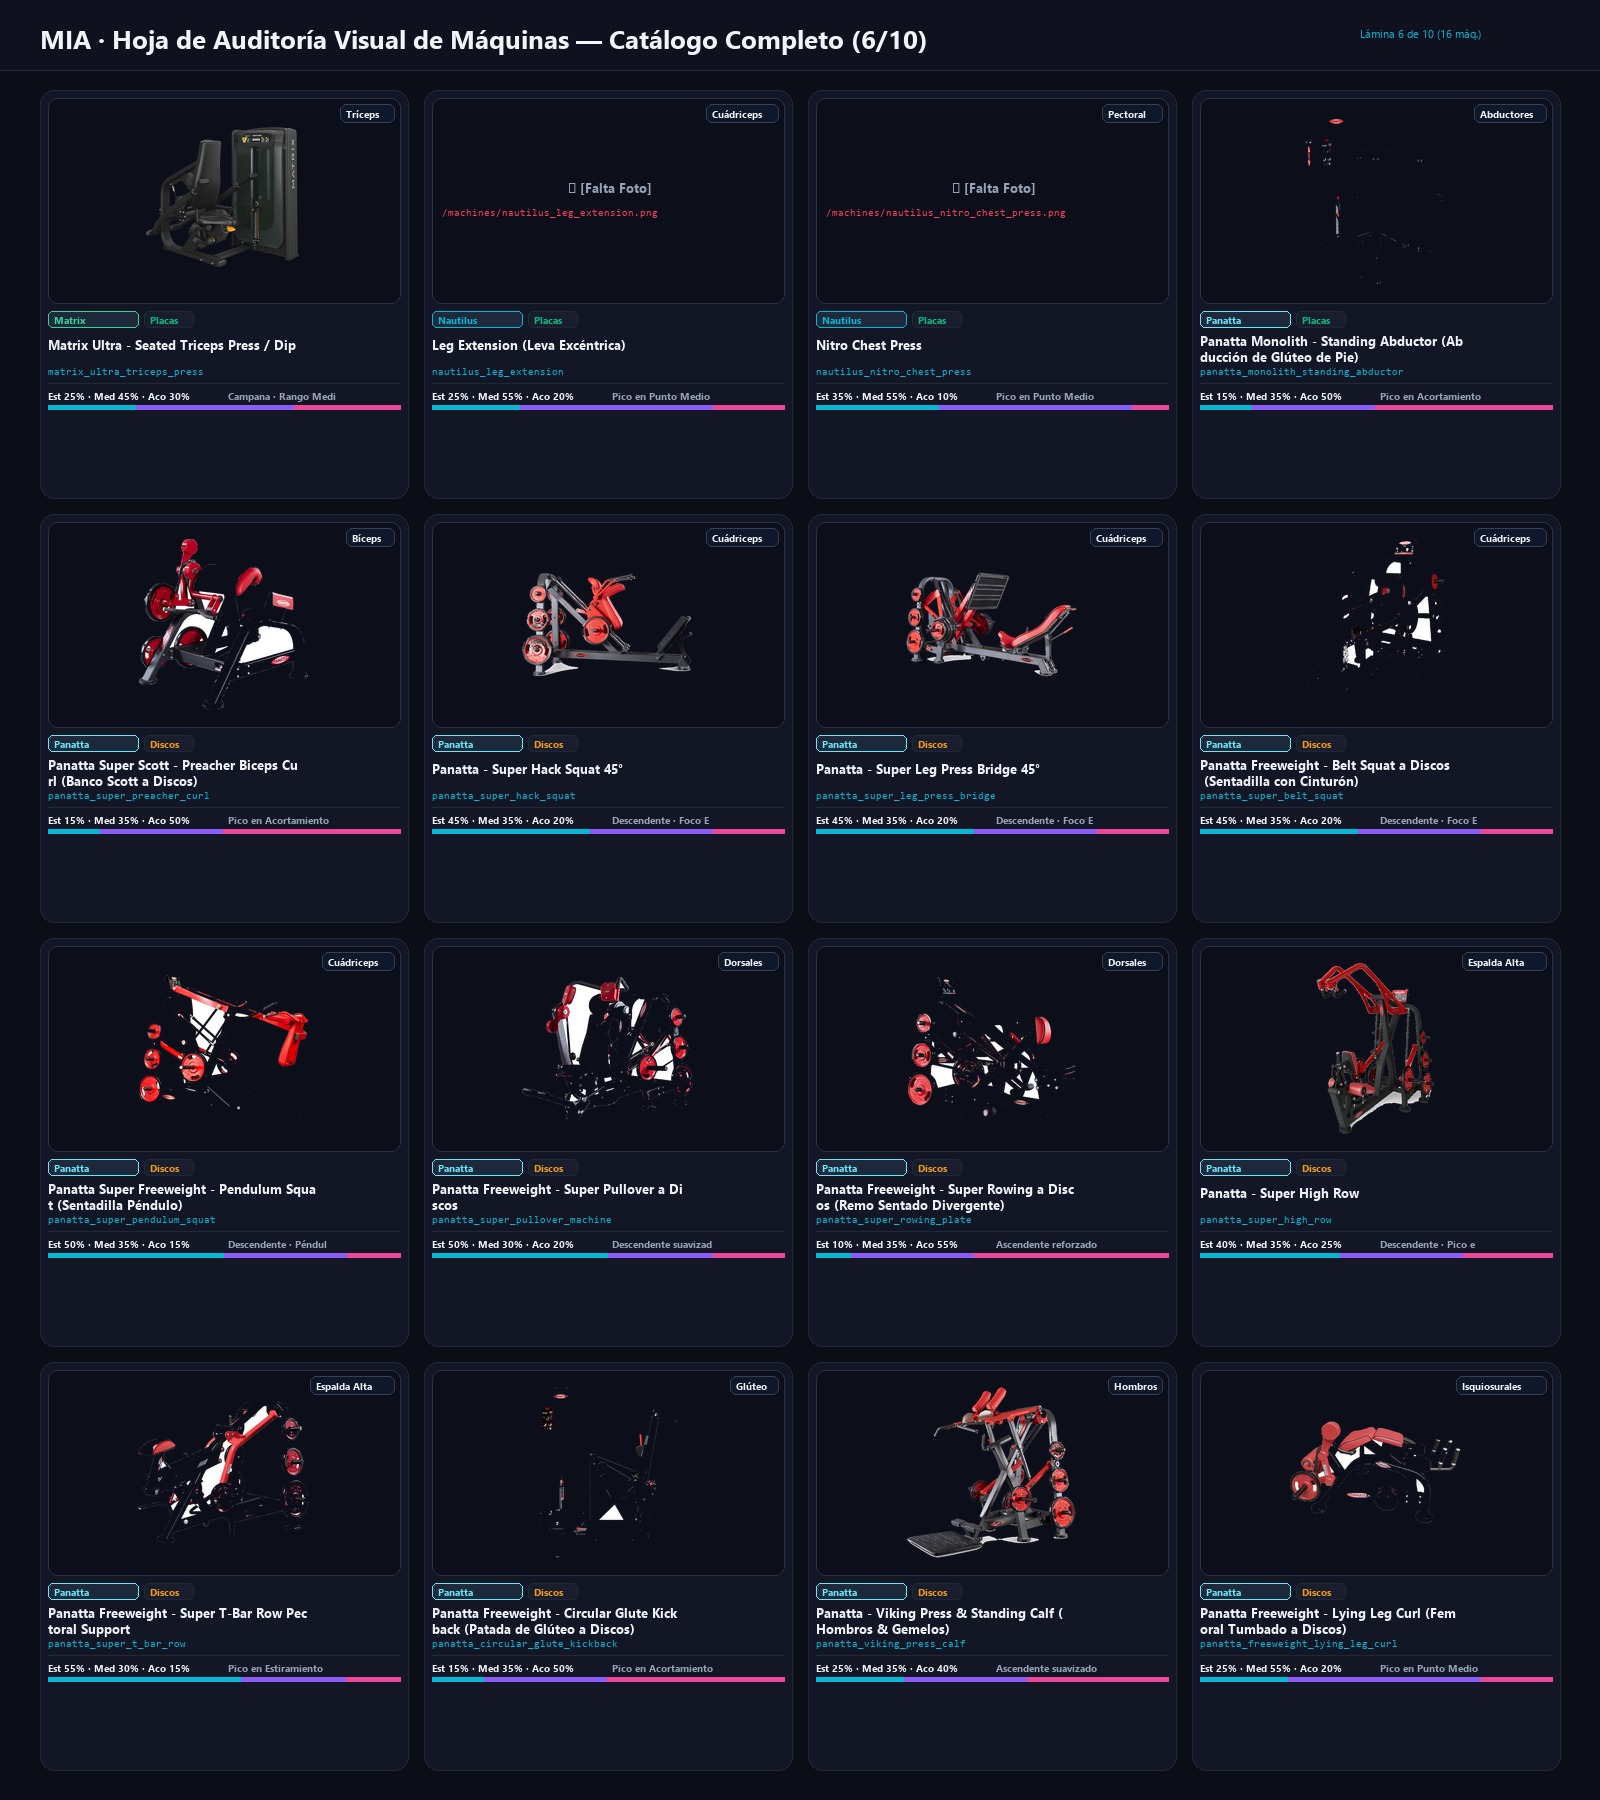 MIA · Hoja de Auditoría Visual de Máquinas — Catálogo Completo (6/10)
Lámina 6 de 10 (16 máq.)
Tríceps
MATRIX
Matrix
Placas
Matrix Ultra - Seated Triceps Press / Dip
matrix_ultra_triceps_press
Est 25% · Med 45% · Aco 30%
Campana · Rango Medi
Cuádriceps
[Falta Foto]
/machines/nautilus_leg_extension.png
Nautilus
Placas
Leg Extension (Leva Excéntrica)
nautilus_leg_extension
Est 25% · Med 55% · Aco 20%
Pico en Punto Medio
Pectoral
[Falta Foto]
/machines/nautilus_nitro_chest_press.png
Nautilus
Placas
Nitro Chest Press
nautilus_nitro_chest_press
Est 35% · Med 55% · Aco 10%
Pico en Punto Medio
Abductores
Panatta
Placas
Panatta Monolith - Standing Abductor (Ab
ducción de Glúteo de Pie)
panatta_monolith_standing_abductor
Est 15% · Med 35% · Aco 50%
Pico en Acortamiento
Bíceps
Panatta
Discos
Panatta Super Scott - Preacher Biceps Cu
rl (Banco Scott a Discos)
panatta_super_preacher_curl
Est 15% · Med 35% · Aco 50%
Pico en Acortamiento
Cuádriceps
Panatta
Discos
Panatta - Super Hack Squat 45°
panatta_super_hack_squat
Est 45% · Med 35% · Aco 20%
Descendente · Foco E
Cuádriceps
Panatta
Discos
Panatta - Super Leg Press Bridge 45°
panatta_super_leg_press_bridge
Est 45% · Med 35% · Aco 20%
Descendente · Foco E
Cuádriceps
Panatta
Discos
Panatta Freeweight - Belt Squat a Discos
(Sentadilla con Cinturón)
panatta_super_belt_squat
Est 45% · Med 35% · Aco 20%
Descendente · Foco E
Cuádriceps
Panatta
Discos
Panatta Super Freeweight - Pendulum Squa
t (Sentadilla Péndulo)
panatta_super_pendulum_squat
Est 50% · Med 35% · Aco 15%
Descendente · Péndul
Dorsales
Panatta
Discos
Panatta Freeweight - Super Pullover a Di
scos
panatta_super_pullover_machine
Est 50% · Med 30% · Aco 20%
Descendente suavizad
Dorsales
Panatta
Discos
Panatta Freeweight - Super Rowing a Disc
os (Remo Sentado Divergente)
panatta_super_rowing_plate
Est 10% · Med 35% · Aco 55%
Ascendente reforzado
Espalda Alta
Panatta
Discos
Panatta - Super High Row
panatta_super_high_row
Est 40% · Med 35% · Aco 25%
Descendente · Pico e
Espalda Alta
Panatta
Discos
Panatta Freeweight - Super T-Bar Row Pec
toral Support
panatta_super_t_bar_row
Est 55% · Med 30% · Aco 15%
Pico en Estiramiento
Glúteo
Panatta
Discos
Panatta Freeweight - Circular Glute Kick
back (Patada de Glúteo a Discos)
panatta_circular_glute_kickback
Est 15% · Med 35% · Aco 50%
Pico en Acortamiento
Hombros
Panatta
Discos
Panatta - Viking Press & Standing Calf (
Hombros & Gemelos)
panatta_viking_press_calf
Est 25% · Med 35% · Aco 40%
Ascendente suavizado
Isquiosurales
Panatta
Discos
Panatta Freeweight - Lying Leg Curl (Fem
oral Tumbado a Discos)
panatta_freeweight_lying_leg_curl
Est 25% · Med 55% · Aco 20%
Pico en Punto Medio